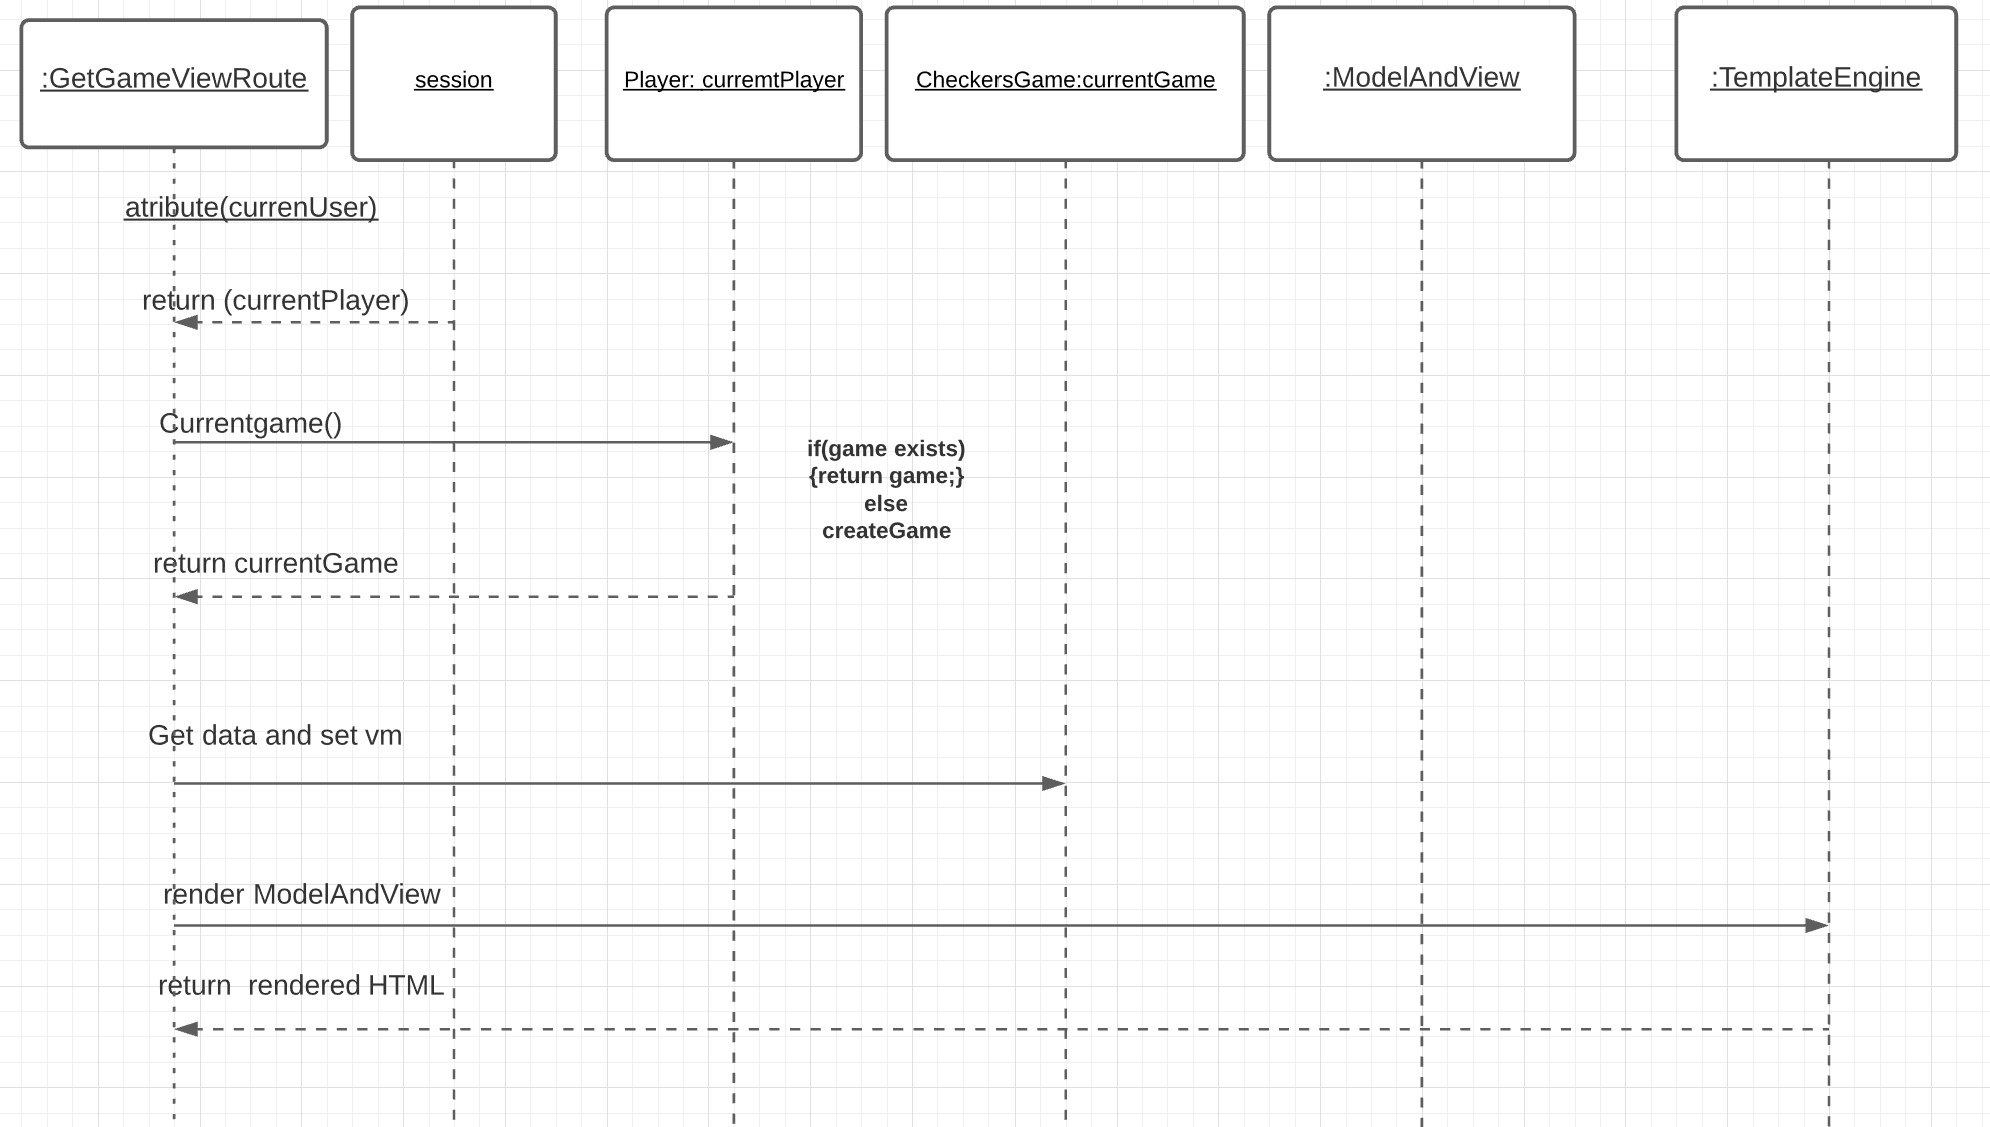 :GetGameViewRoute
session
Player: curremtPlayer
CheckersGame:currentGame
:ModelAndView
:TemplateEngine
atribute(currenUser)
return (currentPlayer)
Currentgame()
if(game exists)
{return game;}
else
createGame
return currentGame
Get data and set vm
render ModelAndView
return  rendered HTML